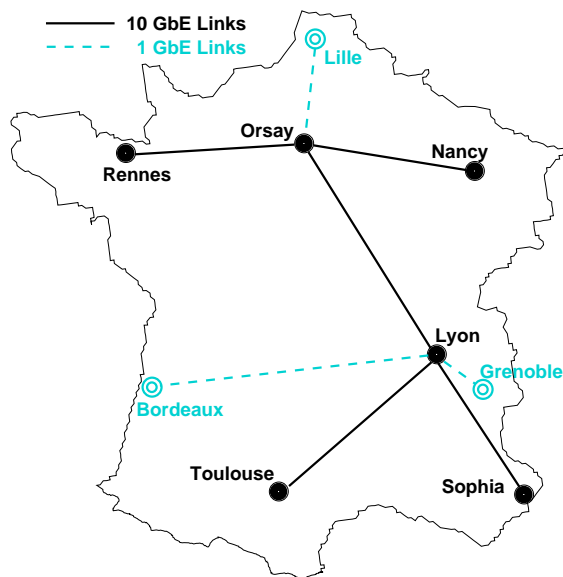 10 GbE Links
1 GbE Links
Lille
Orsay
Nancy
Rennes
Lyon
Grenoble
Bordeaux
Toulouse
Sophia